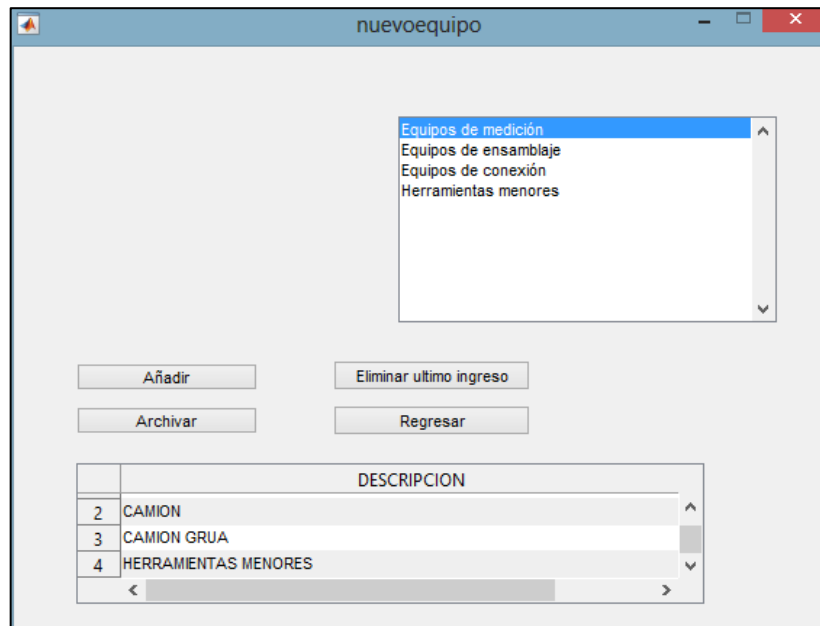 nuevoequipo
Equipos de medición
Equipos de ensamblaje
Equipos de conexión
Herramientas menores
Añadir
Eliminar ultimo ingreso
Archivar
Regresar
DESCRIPCION
2 CAMION
3 CAMION GRUA
4 HERRAMIENTAS MENORES